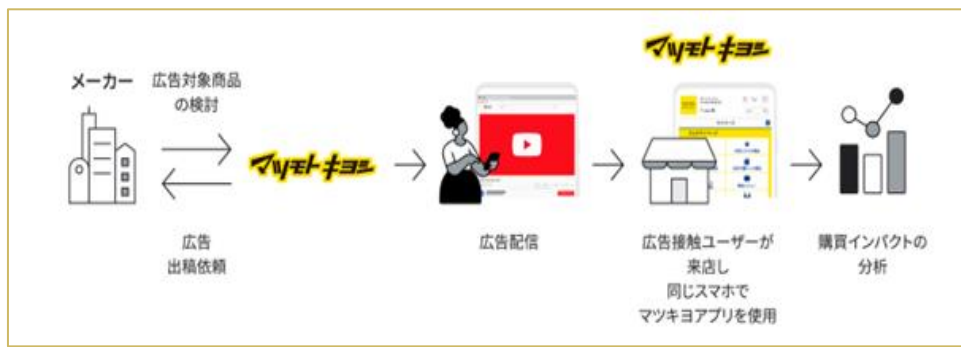 マツモトキヨシ
メーカー
広告対象商品
の検討
マツモトキヨシ
広告
出稿依頼
広告配信
広告接触ユーザーが
来店し
同じスマホで
マツキヨアプリを使用
購買インパクトの
分析